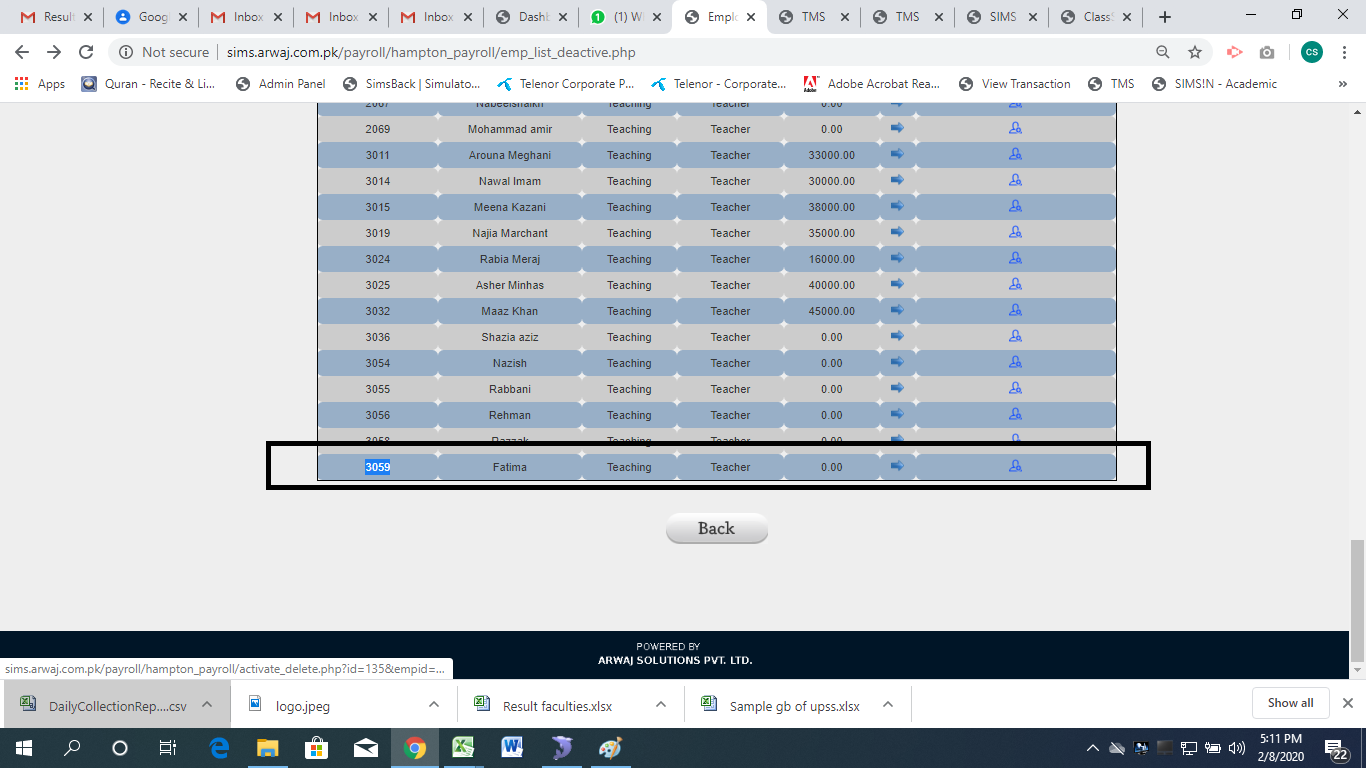 Result
Googl
Inbox
Inbox
Inbox
Dashb
(1) W
Emplo
TMS
TMS
SIMS
ClassS
Not secure
sims.arwaj.com.pk/payroll/hampton_payroll/emp_list_deactive.php
CS
Apps
Quran - Recite & Li...
Admin Panel
SimsBack | Simulato...
Telenor Corporate P...
Telenor - Corporate...
Adobe Acrobat Rea...
View Transaction
TMS
SIMS!N - Academic
2069 Mohammad amir Teaching Teacher 0.00
3011 Arouna Meghani Teaching Teacher 33000.00
3014 Nawal Imam Teaching Teacher 30000.00
3015 Meena Kazani Teaching Teacher 38000.00
3019 Najia Marchant Teaching Teacher 35000.00
3024 Rabia Meraj Teaching Teacher 16000.00
3025 Asher Minhas Teaching Teacher 40000.00
3032 Maaz Khan Teaching Teacher 45000.00
3036 Shazia aziz Teaching Teacher 0.00
3054 Nazish Teaching Teacher 0.00
3055 Rabbani Teaching Teacher 0.00
3056 Rehman Teaching Teacher 0.00
3058 Razzak Teaching Teacher 0.00
3059 Fatima Teaching Teacher 0.00
Back
POWERED BY
ARWAJ SOLUTIONS PVT. LTD.
sims.arwaj.com.pk/payroll/hampton_payroll/activate_delete.php?id=135&empid=...
DailyCollectionRep....csv
logo.jpeg
Result faculties.xlsx
Sample gb of upss.xlsx
Show all
5:11 PM
2/8/2020
22